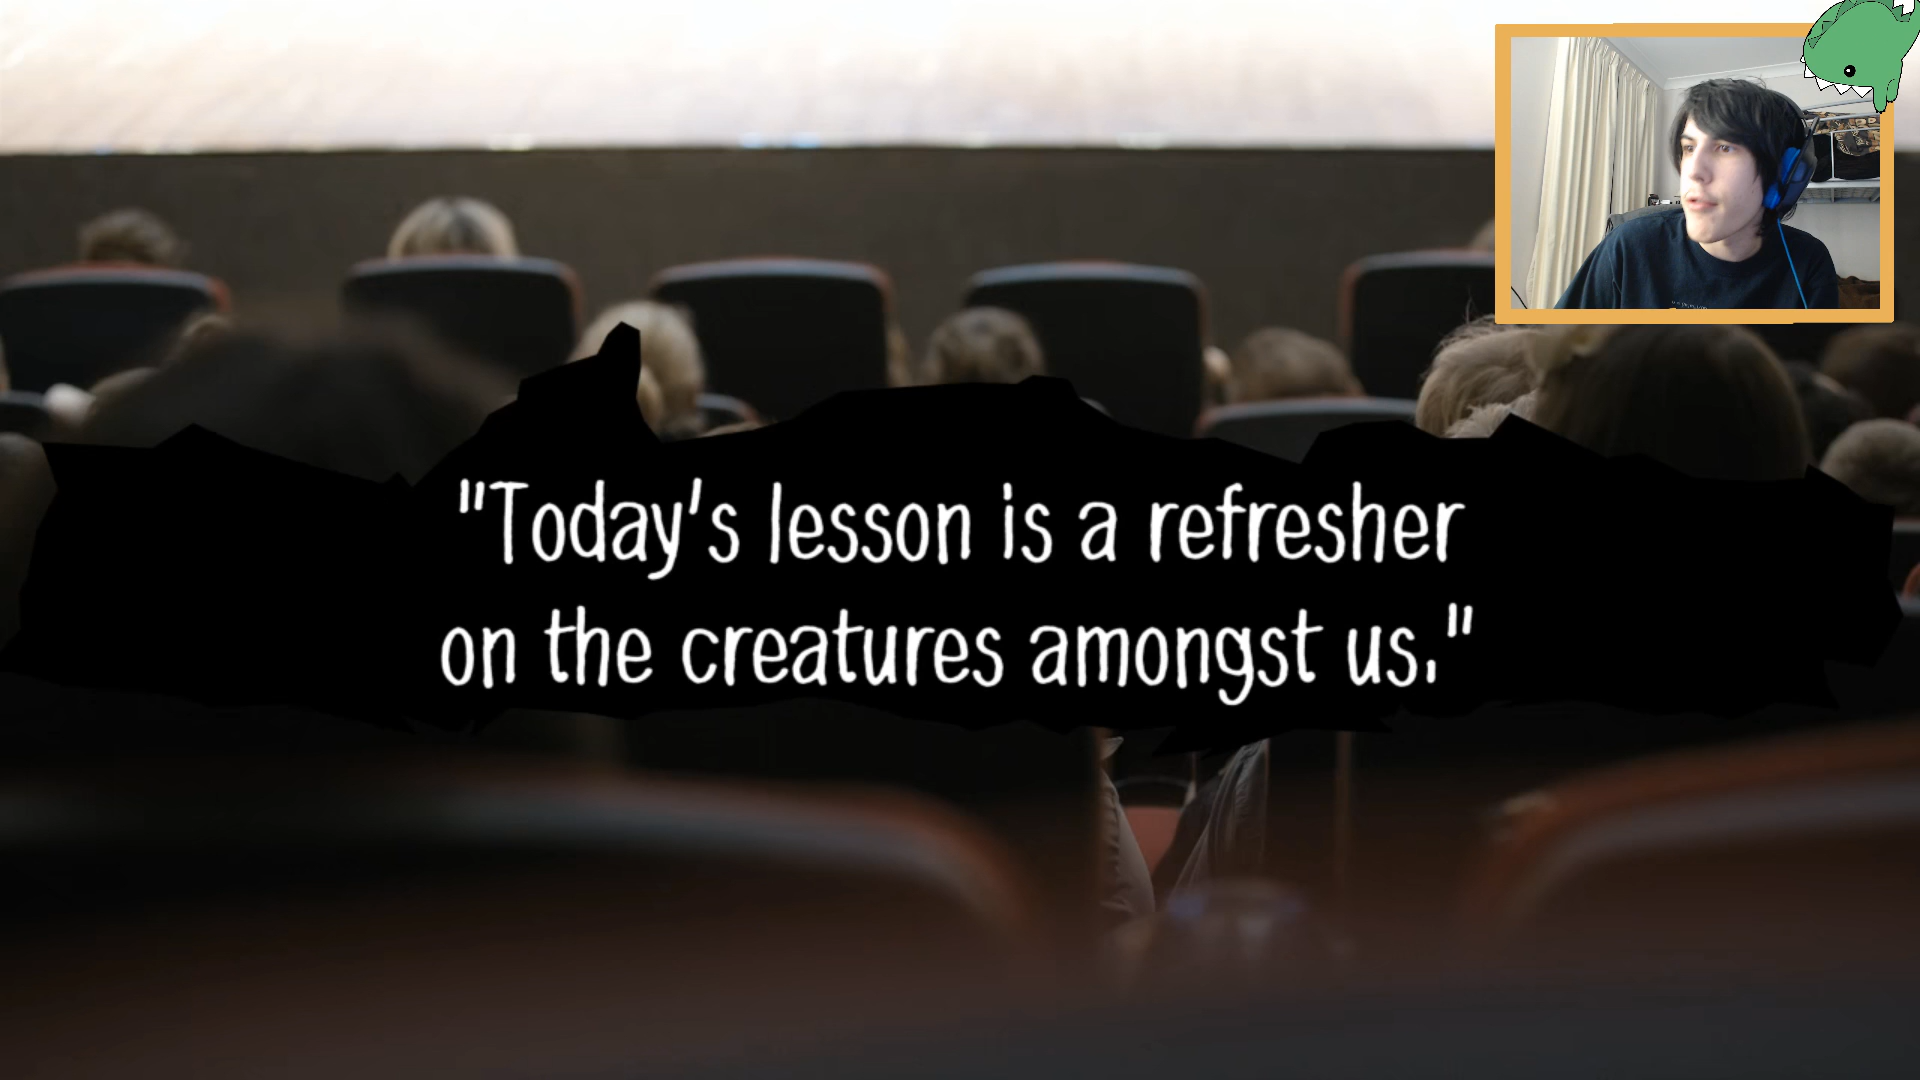 "Today's lesson is a refresher
on the creatures amongst us."